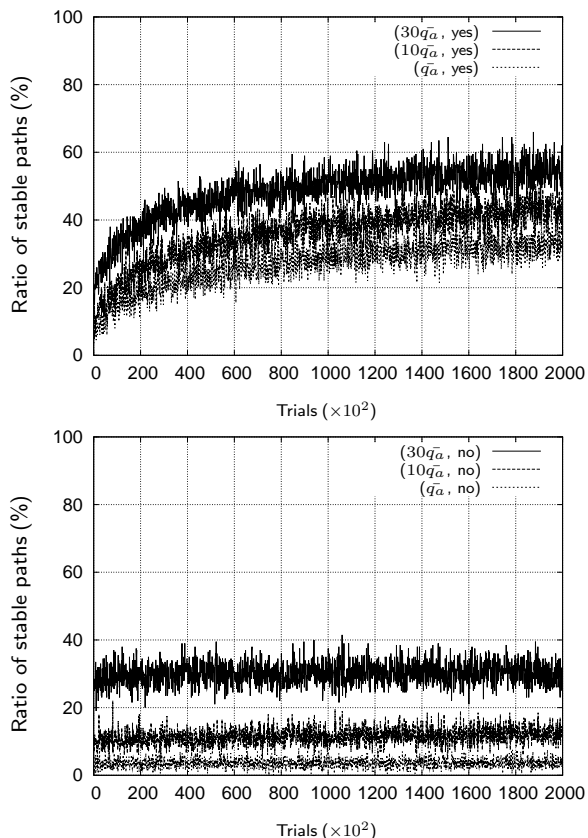 (30q̄a, yes)
(10q̄a, yes)
(q̄a, yes)
Ratio of stable paths (%)
100
80
60
40
20
0
0 200 400 600 800 1000 1200 1400 1600 1800 2000
Trials (×10²)
(30q̄a, no)
(10q̄a, no)
(q̄a, no)
Ratio of stable paths (%)
100
80
60
40
20
0
0 200 400 600 800 1000 1200 1400 1600 1800 2000
Trials (×10²)